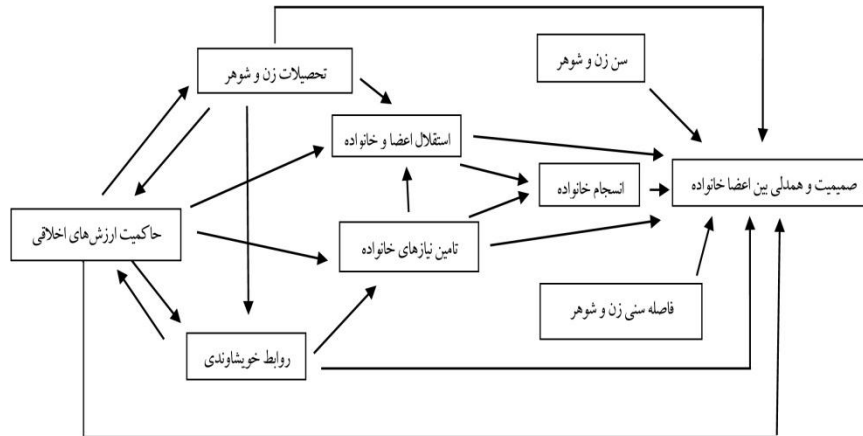 تحصیلات زن و شوهر
سن زن و شوهر
استقلال اعضا و خانواده
انسجام خانواده
صمیمیت و همدلی بین اعضا خانواده
حاکمیت ارزش‌های اخلاقی
تامین نیازهای خانواده
فاصله سنی زن و شوهر
روابط خویشاوندی